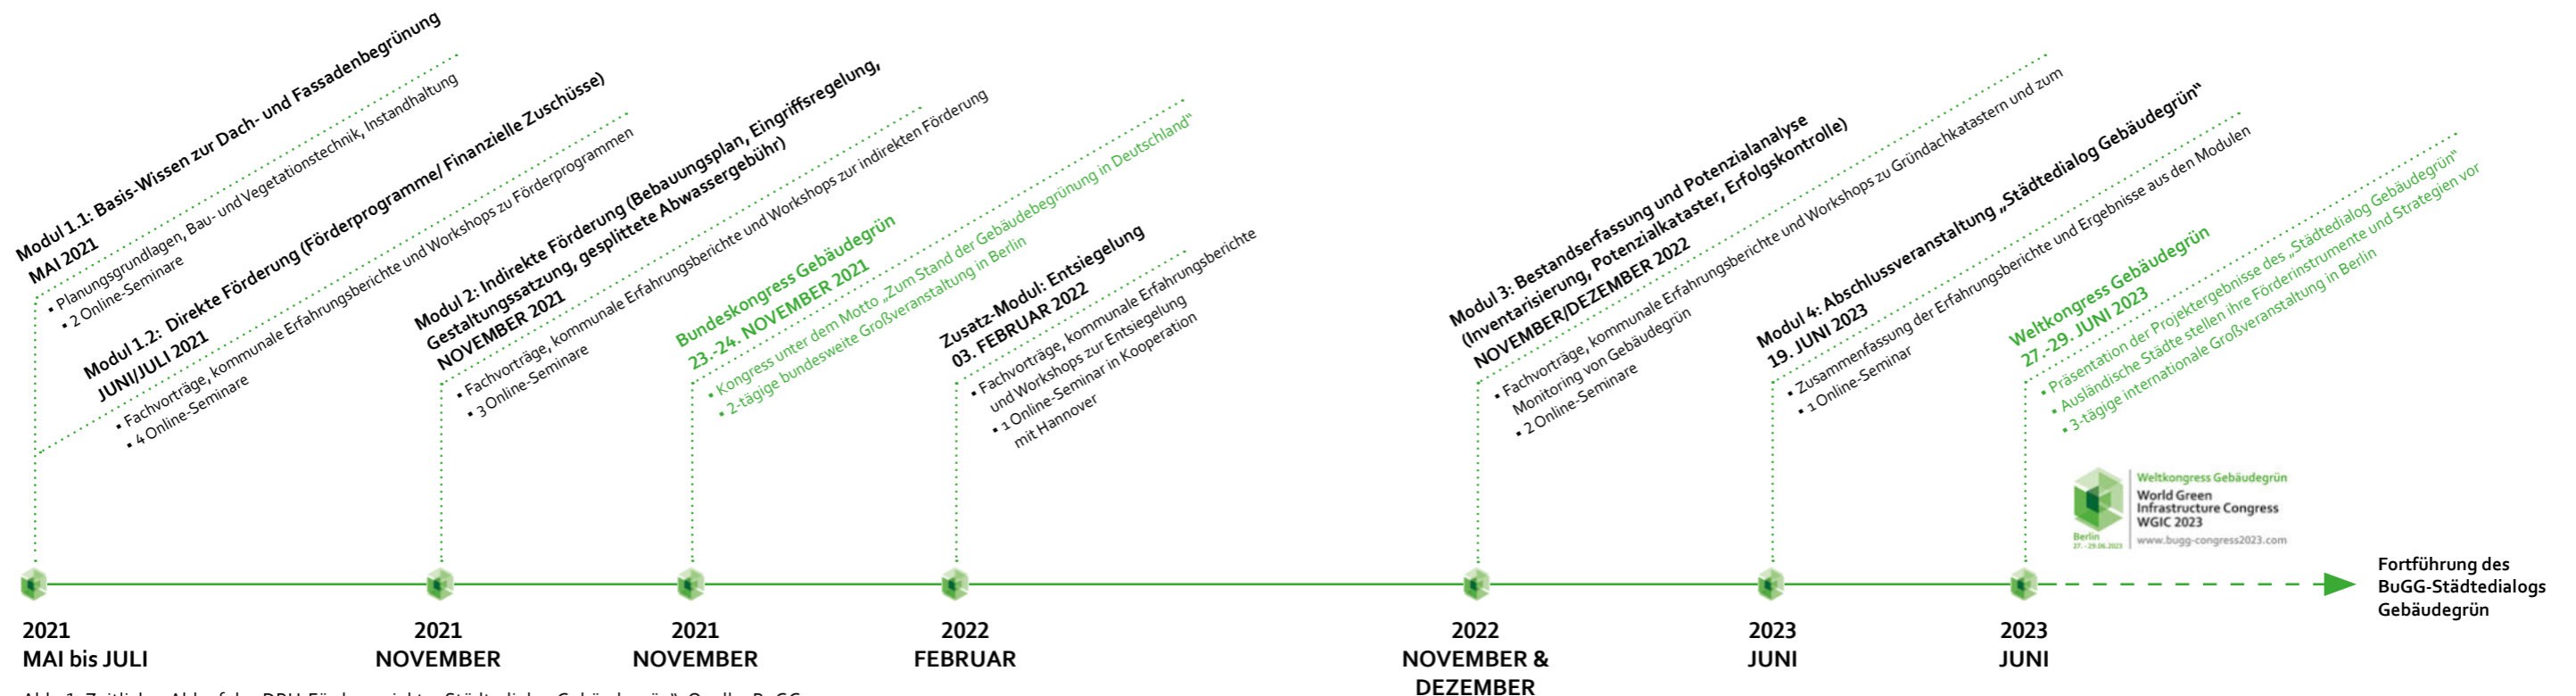 Modul 1.1: Basis-Wissen zur Dach- und Fassadenbegrünung
MAI 2021
▪ Planungsgrundlagen, Bau- und Vegetationstechnik, Instandhaltung
▪ 2 Online-Seminare
Modul 1.2: Direkte Förderung (Förderprogramme/ Finanzielle Zuschüsse)
JUNI/JULI 2021
▪ Fachvorträge, kommunale Erfahrungsberichte und Workshops zu Förderprogrammen
▪ 4 Online-Seminare
Modul 2: Indirekte Förderung (Bebauungsplan, Eingriffsregelung,
Gestaltungssatzung, gesplittete Abwassergebühr)
NOVEMBER 2021
▪ Fachvorträge, kommunale Erfahrungsberichte und Workshops zur indirekten Förderung
▪ 3 Online-Seminare
Bundeskongress Gebäudegrün
23.-24. NOVEMBER 2021
▪ Kongress unter dem Motto „Zum Stand der Gebäudebegrünung in Deutschland“
▪ 2-tägige bundesweite Großveranstaltung in Berlin
Zusatz-Modul: Entsiegelung
03. FEBRUAR 2022
▪ Fachvorträge, kommunale Erfahrungsberichte
und Workshops zur Entsiegelung
▪ 1 Online-Seminar in Kooperation
mit Hannover
Modul 3: Bestandserfassung und Potenzialanalyse
(Inventarisierung, Potenzialkataster, Erfolgskontrolle)
NOVEMBER/DEZEMBER 2022
▪ Fachvorträge, kommunale Erfahrungsberichte und Workshops zu Gründachkatastern und zum
Monitoring von Gebäudegrün
▪ 2 Online-Seminare
Modul 4: Abschlussveranstaltung „Städtedialog Gebäudegrün“
19. JUNI 2023
▪ Zusammenfassung der Erfahrungsberichte und Ergebnisse aus den Modulen
▪ 1 Online-Seminar
Weltkongress Gebäudegrün
27.-29. JUNI 2023
▪ Präsentation der Projektergebnisse des „Städtedialog Gebäudegrün“
▪ Ausländische Städte stellen ihre Förderinstrumente und Strategien vor
▪ 3-tägige internationale Großveranstaltung in Berlin
Weltkongress Gebäudegrün
World Green
Infrastructure Congress
WGIC 2023
www.bugg-congress2023.com
Berlin
27. - 29.06.2023
Fortführung des
BuGG-Städtedialogs
Gebäudegrün
2021
MAI bis JULI
2021
NOVEMBER
2021
NOVEMBER
2022
FEBRUAR
2022
NOVEMBER &
DEZEMBER
2023
JUNI
2023
JUNI